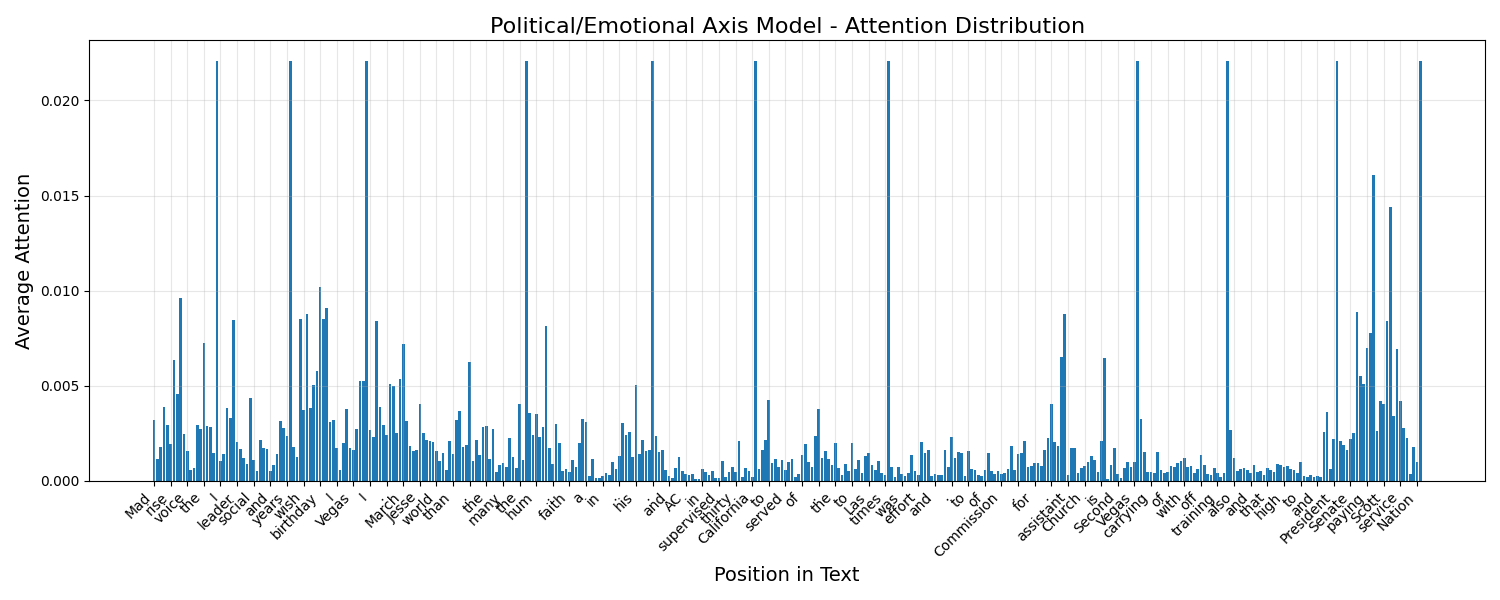 Political/Emotional Axis Model - Attention Distribution
Average Attention
0.020
0.015
0.010
0.005
0.000
Mad rise voice the I leader social and years wish birthday I Vegas I March Jesse world than the many the hum faith a in his and AC in supervised thirty California to served of the to Las times was effort and to of Commission for assistant Church is Second Vegas carrying of with off training also and that high to and President Senate paying Scott service Nation
Position in Text